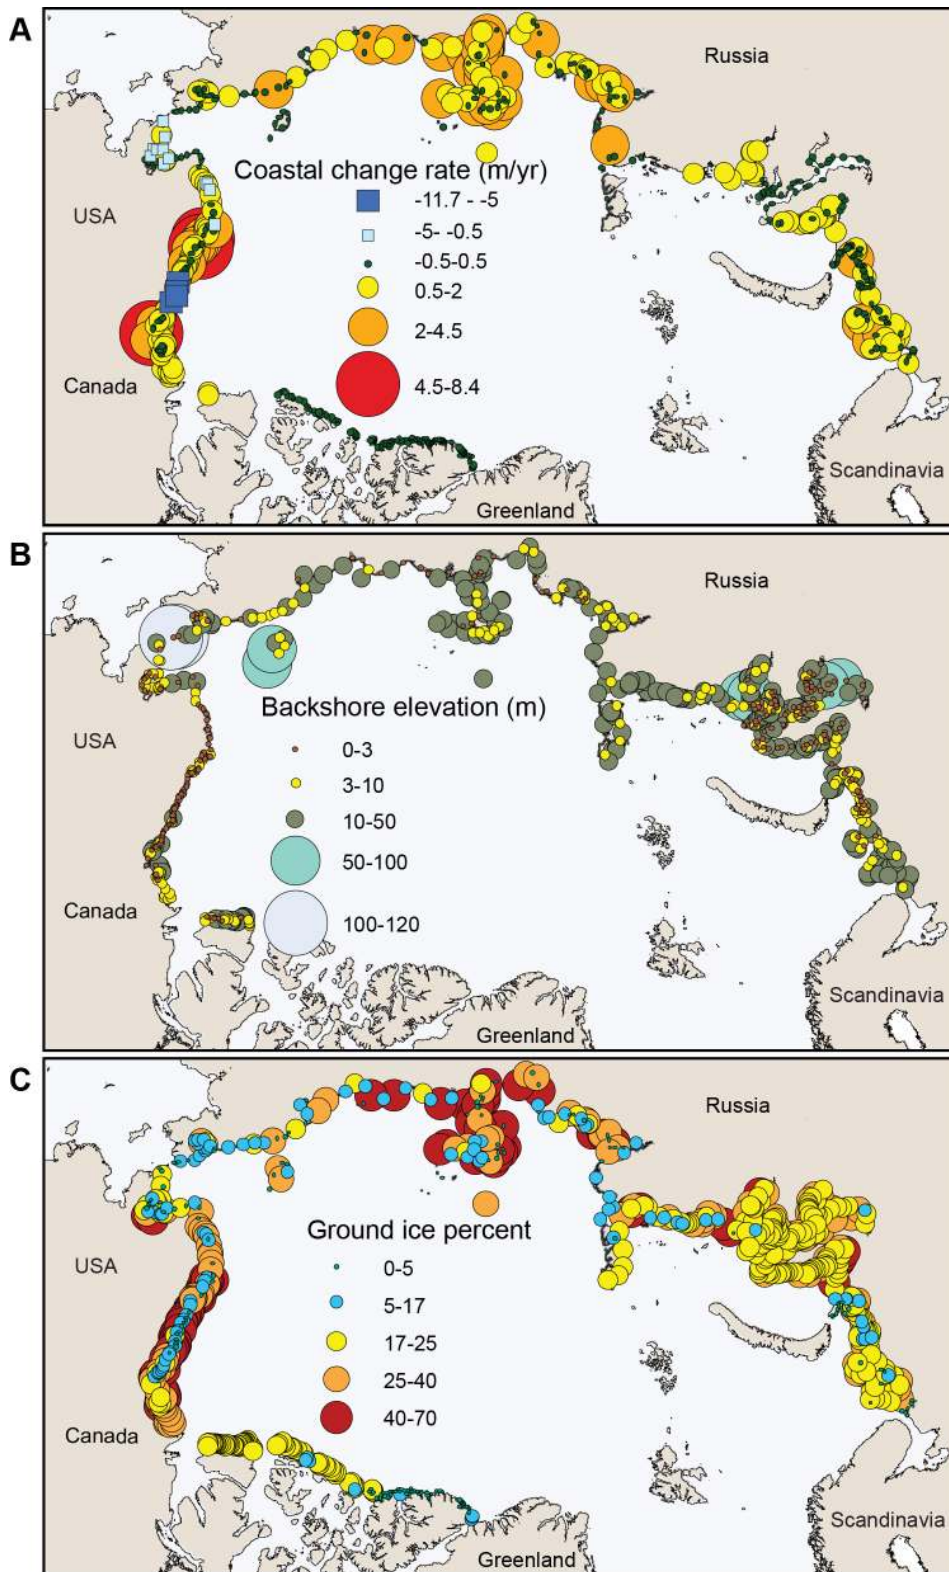 A
Russia
Coastal change rate (m/yr)
-11.7 - -5
USA
-5- -0.5
-0.5-0.5
0.5-2
2-4.5
Canada
4.5-8.4
Scandinavia
Greenland
B
Russia
Backshore elevation (m)
USA
0-3
3-10
10-50
50-100
Canada
100-120
Scandinavia
Greenland
C
Russia
Ground ice percent
USA
0-5
5-17
17-25
25-40
40-70
Canada
Scandinavia
Greenland